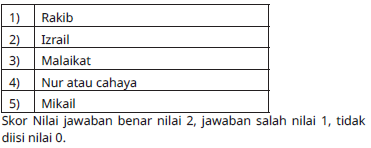 1) Rakib
2) Izrail
3) Malaikat
4) Nur atau cahaya
5) Mikail
Skor Nilai jawaban benar nilai 2, jawaban salah nilai 1, tidak
diisi nilai 0.